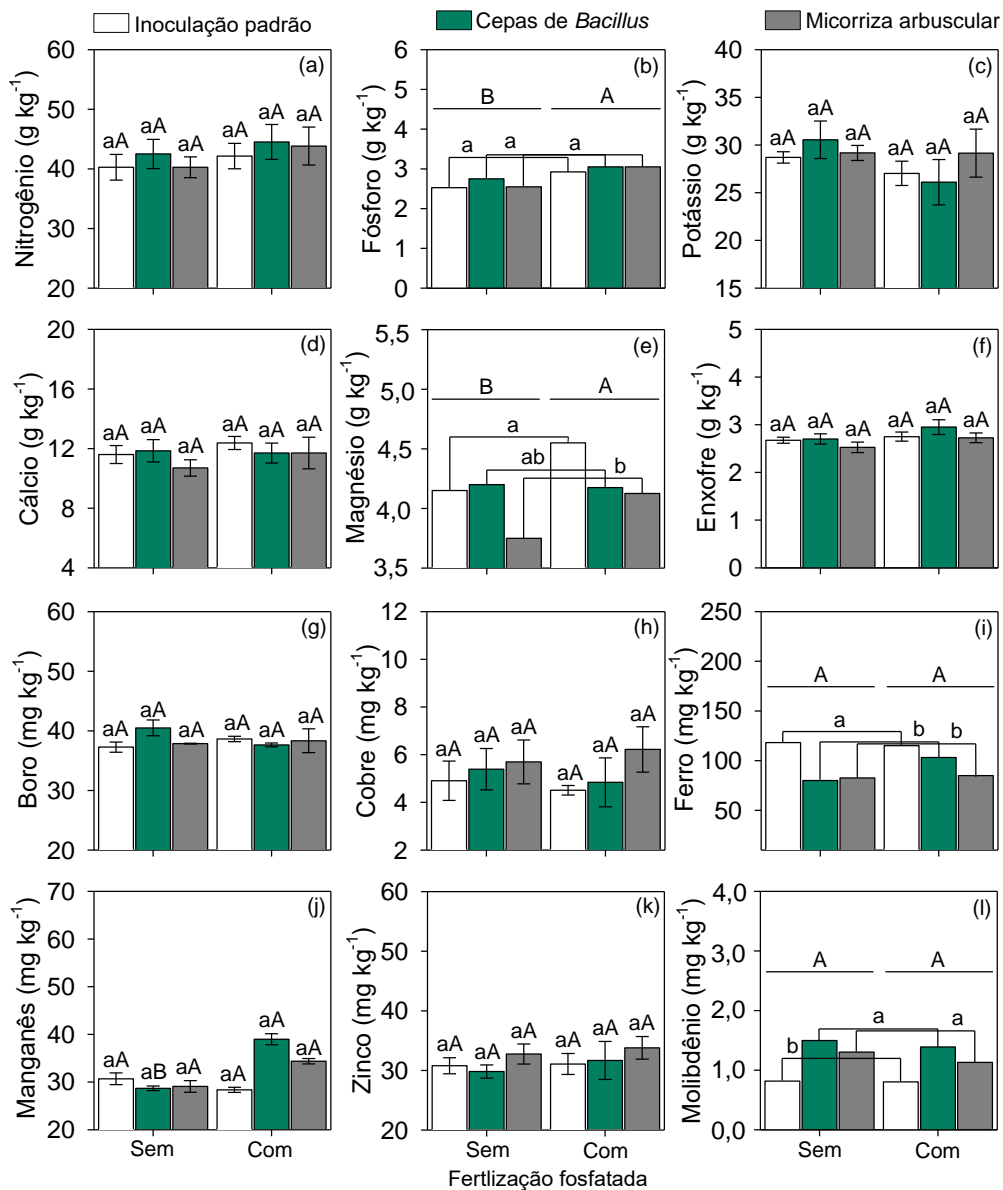 Inoculação padrão
Cepas de Bacillus
Micorriza arbuscular
Nitrogênio (g kg-1)
60
50
40
30
20
(a)
aA aA aA aA aA aA
Fósforo (g kg-1)
6
5
4
3
2
1
0
(b)
B A
a a a
Potássio (g kg-1)
40
35
30
25
20
15
(c)
aA aA aA aA aA aA
Cálcio (g kg-1)
20
16
12
8
4
(d)
aA aA aA aA aA aA
Magnésio (g kg-1)
5,5
5,0
4,5
4,0
3,5
(e)
B A
a
ab b
Enxofre (g kg-1)
5
4
3
2
1
0
(f)
aA aA aA aA aA aA
Boro (mg kg-1)
60
50
40
30
20
(g)
aA aA aA aA aA aA
Cobre (mg kg-1)
12
10
8
6
4
2
(h)
aA aA aA aA aA aA
Ferro (mg kg-1)
250
200
150
100
50
(i)
A A
a b b
Manganês (mg kg-1)
70
60
50
40
30
20
(j)
aA aB aA aA aA aA
Sem Com
Zinco (mg kg-1)
60
50
40
30
20
(k)
aA aA aA aA aA aA
Sem Com
Molibdênio (mg kg-1)
4,0
3,0
2,0
1,0
0,0
(l)
A A
b a a
Sem Com
Fertlização fosfatada